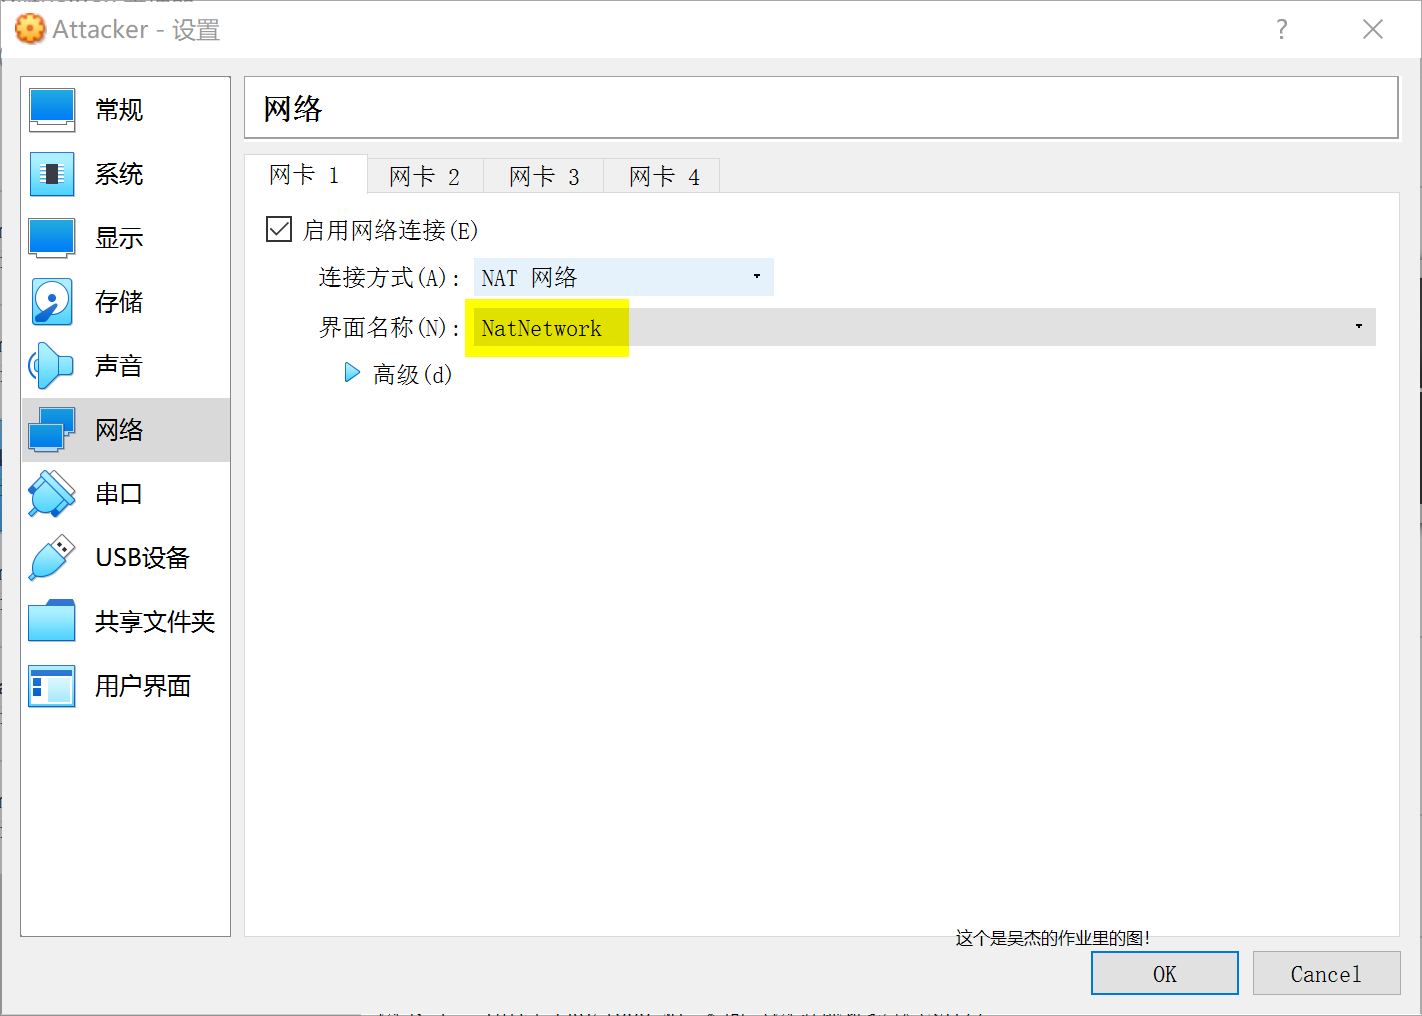 Attacker - 设置
?
常规
系统
显示
存储
声音
网络
串口
USB设备
共享文件夹
用户界面
网络
网卡 1 网卡 2 网卡 3 网卡 4
启用网络连接(E)
连接方式(A): NAT 网络
界面名称(N): NatNetwork
高级(d)
这个是吴杰的作业里的图!
OK Cancel